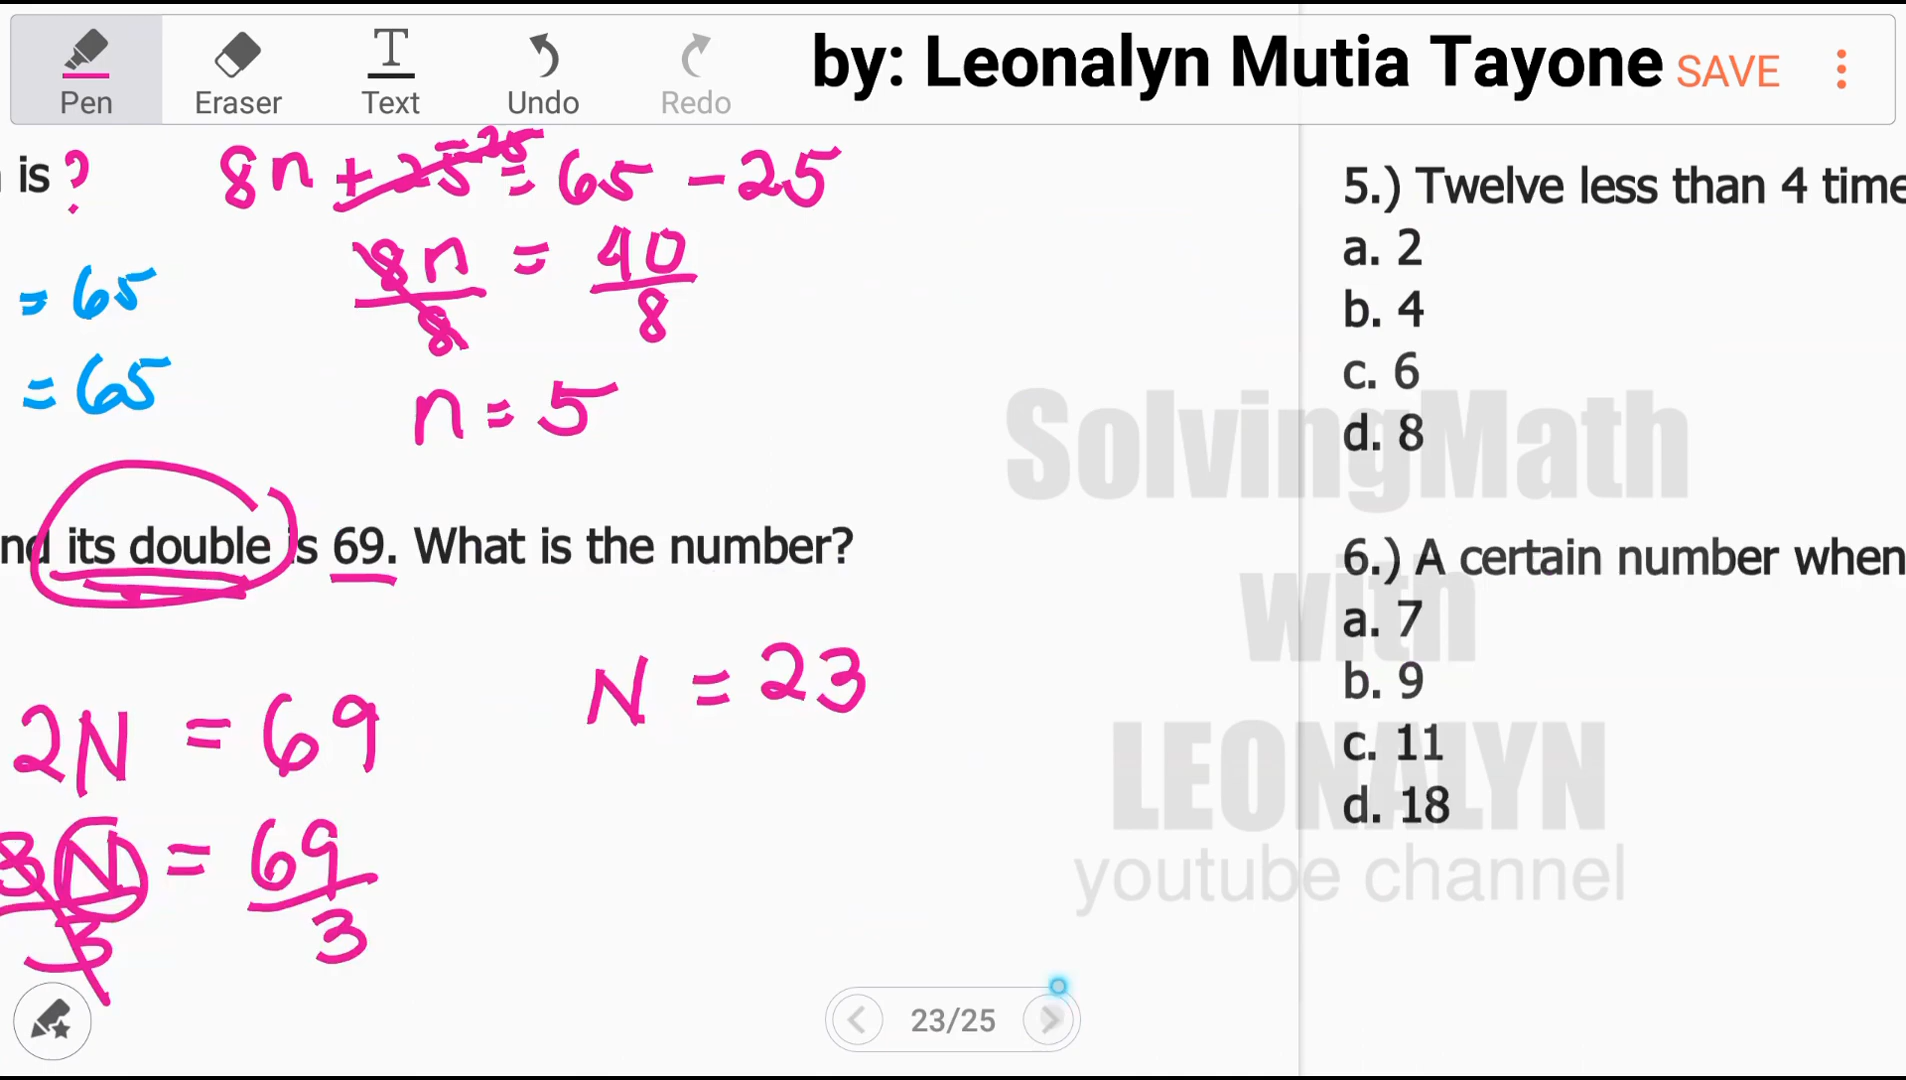 Pen
Eraser
T
Text
Undo
Redo
by: Leonalyn Mutia Tayone
SAVE
is ?
= 65
= 65
8n + 25 - 25 = 65 - 25
8n = 40
8 8
n = 5
nd its double is 69. What is the number?
2N = 69
3N = 69
3 3
N = 23
5.) Twelve less than 4 time
a. 2
b. 4
c. 6
d. 8
6.) A certain number when
a. 7
b. 9
c. 11
d. 18
SolvingMath
with
LEONALYN
youtube channel
23/25